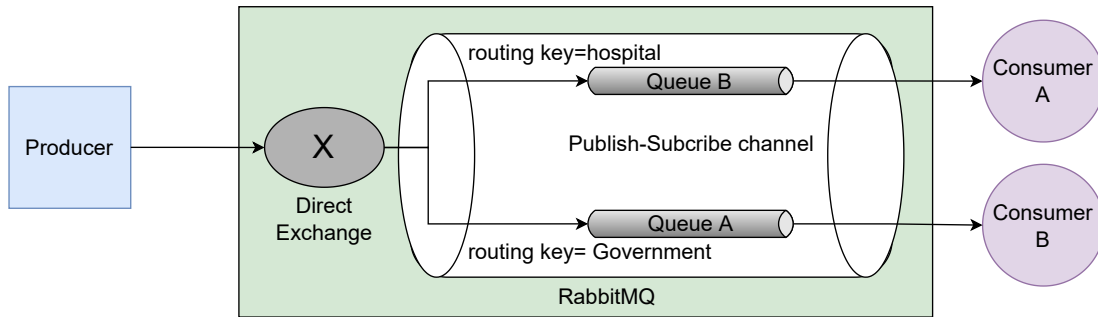 Producer
X
Direct
Exchange
routing key=hospital
Queue B
Publish-Subcribe channel
Queue A
routing key= Government
RabbitMQ
Consumer
A
Consumer
B